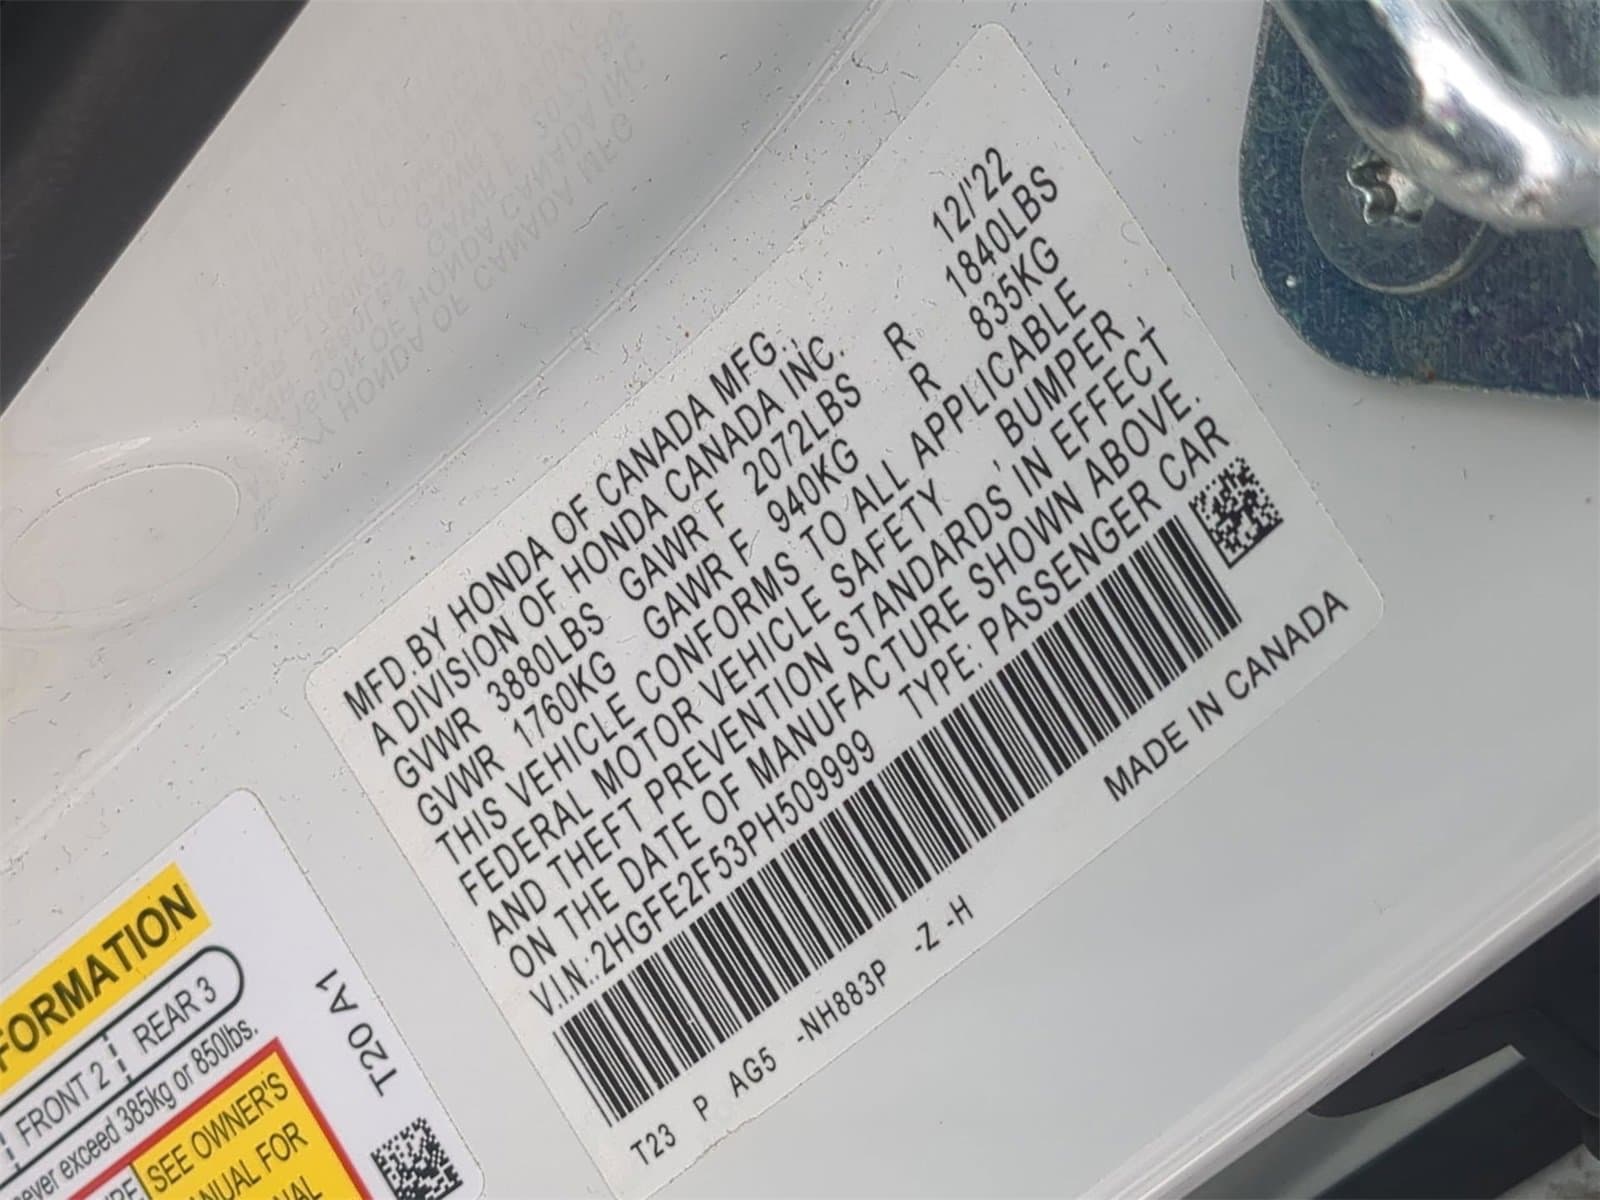 MFD.BY HONDA OF CANADA MFG., 12/'22
A DIVISION OF HONDA CANADA INC.
GVWR 3880LBS GAWR F 2072LBS R 1840LBS
GVWR 1760KG GAWR F 940KG R 835KG
THIS VEHICLE CONFORMS TO ALL APPLICABLE
FEDERAL MOTOR VEHICLE SAFETY , BUMPER ,
AND THEFT PREVENTION STANDARDS IN EFFECT
ON THE DATE OF MANUFACTURE SHOWN ABOVE.
V.I.N.:2HGFE2F53PH509999 TYPE: PASSENGER CAR
MADE IN CANADA
T23 P AG5 -NH883P -Z -H
FORMATION
FRONT 2 REAR 3
never exceed 385kg or 850lbs.
SEE OWNER'S
MANUAL FOR
T20 A1